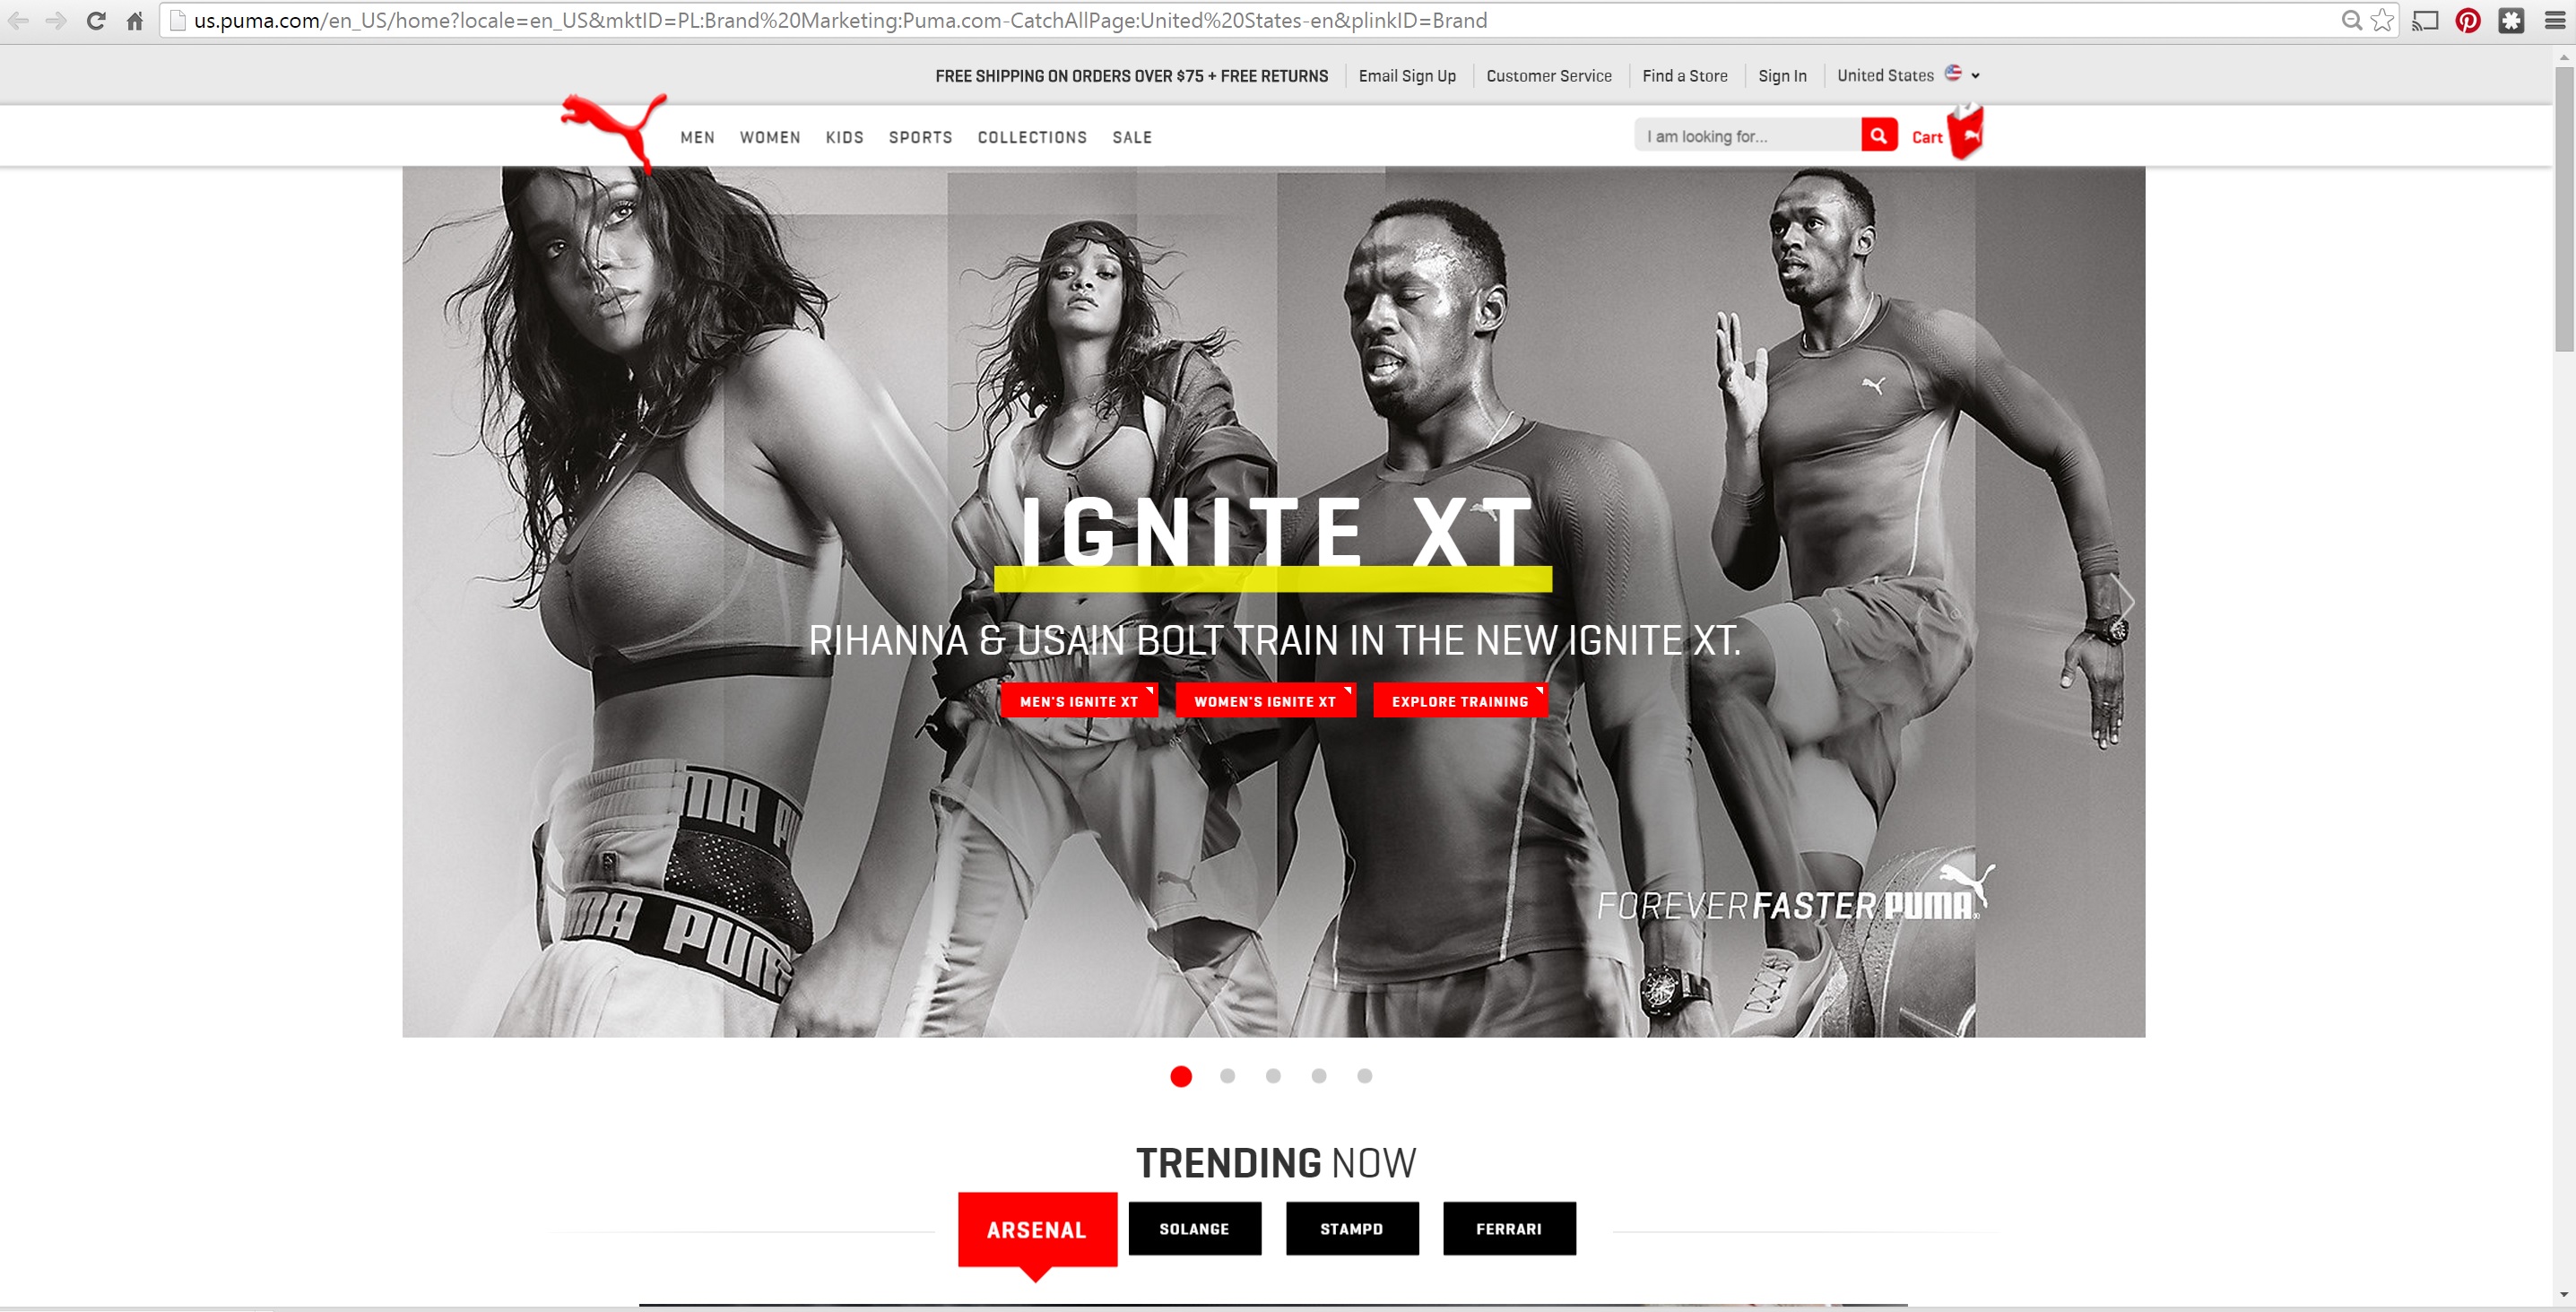 us.puma.com/en_US/home?locale=en_US&mktID=PL:Brand%20Marketing:Puma.com-CatchAllPage:United%20States-en&plinkID=Brand
FREE SHIPPING ON ORDERS OVER $75 + FREE RETURNS Email Sign Up Customer Service Find a Store Sign In United States
MEN WOMEN KIDS SPORTS COLLECTIONS SALE I am looking for... Cart
IGNITE XT
RIHANNA & USAIN BOLT TRAIN IN THE NEW IGNITE XT.
MEN'S IGNITE XT WOMEN'S IGNITE XT EXPLORE TRAINING
MA PU
MA PUM
FOREVER FASTER PUMA®
TRENDING NOW
ARSENAL SOLANGE STAMPD FERRARI